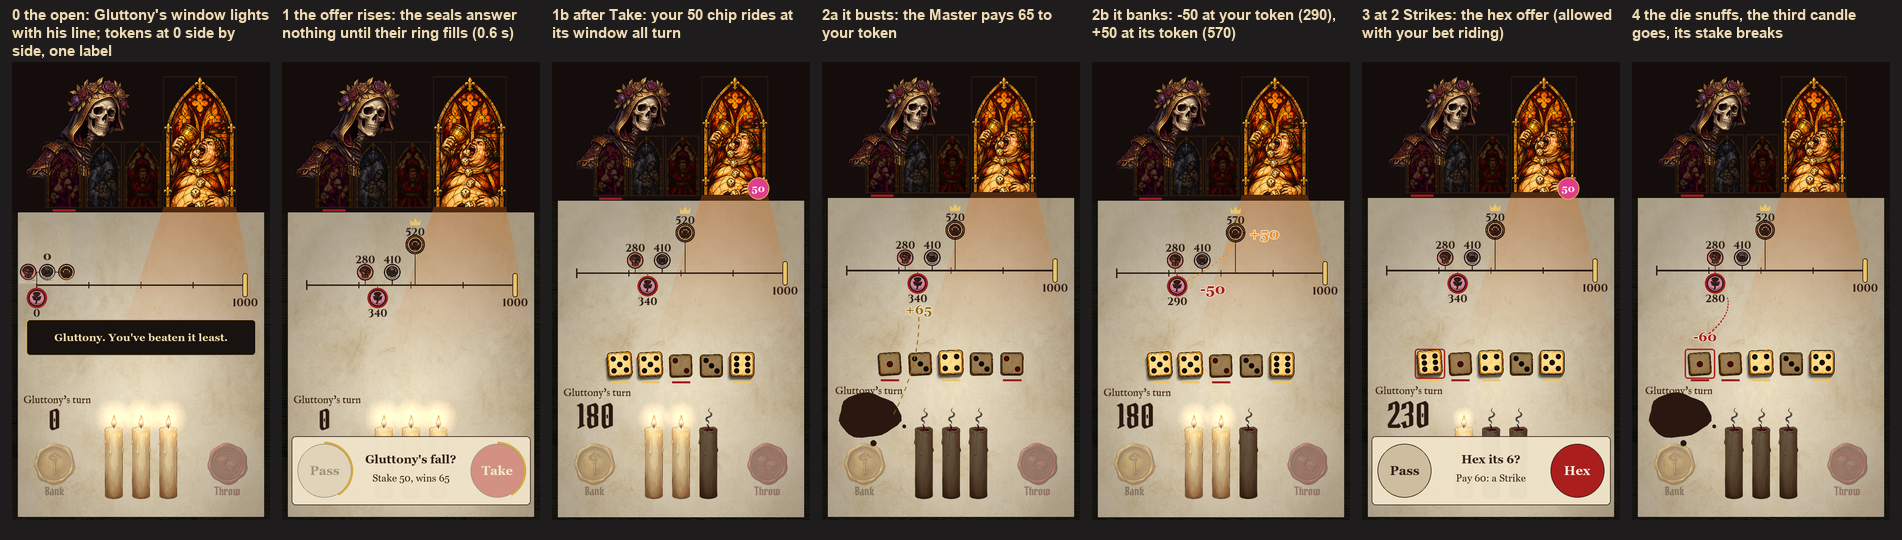 0 the open: Gluttony's window lights
with his line; tokens at 0 side by
side, one label
0
0
1000
Gluttony. You've beaten it least.
Gluttony's turn
0
Bank
Throw
1 the offer rises: the seals answer
nothing until their ring fills (0.6 s)
520
280
410
340
1000
Gluttony's turn
0
Pass
Gluttony's fall?
Stake 50, wins 65
Take
1b after Take: your 50 chip rides at
its window all turn
50
520
280
410
340
1000
Gluttony's turn
180
Bank
Throw
2a it busts: the Master pays 65 to
your token
520
280
410
340
1000
+65
Gluttony's turn
Bank
Throw
2b it banks: -50 at your token (290),
+50 at its token (570)
570
+50
280
410
290
-50
1000
Gluttony's turn
180
Bank
Throw
3 at 2 Strikes: the hex offer (allowed
with your bet riding)
50
520
280
410
340
1000
Gluttony's turn
230
Pass
Hex its 6?
Pay 60: a Strike
Hex
4 the die snuffs, the third candle
goes, its stake breaks
520
280
410
280
1000
-60
Gluttony's turn
Bank
Throw